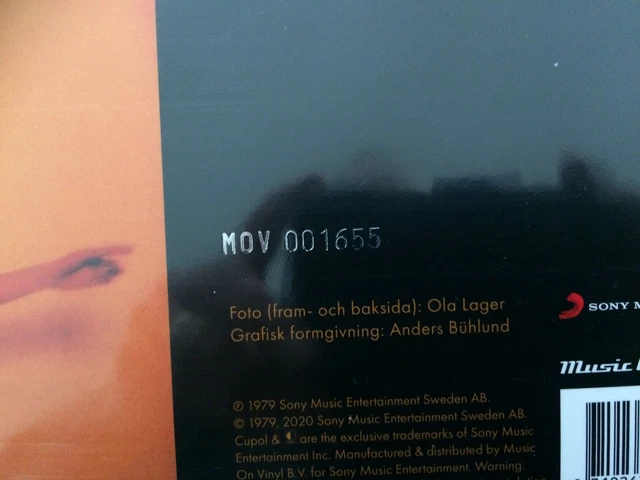 MOV 001655
Foto (fram- och baksida): Ola Lager
Grafisk formgivning: Anders Bühlund
SONY M
Music
℗ 1979 Sony Music Entertainment Sweden AB.
© 1979, 2020 Sony Music Entertainment Sweden AB.
Cupol & are the exclusive trademarks of Sony Music
Entertainment Inc. Manufactured & distributed by Music
On Vinyl B.V. for Sony Music Entertainment. Warning: